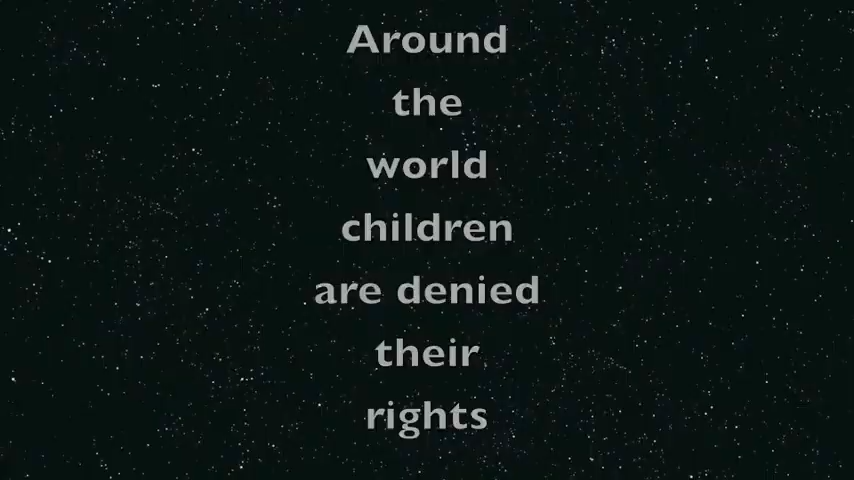 Around
the
world
children
are denied
their
rights